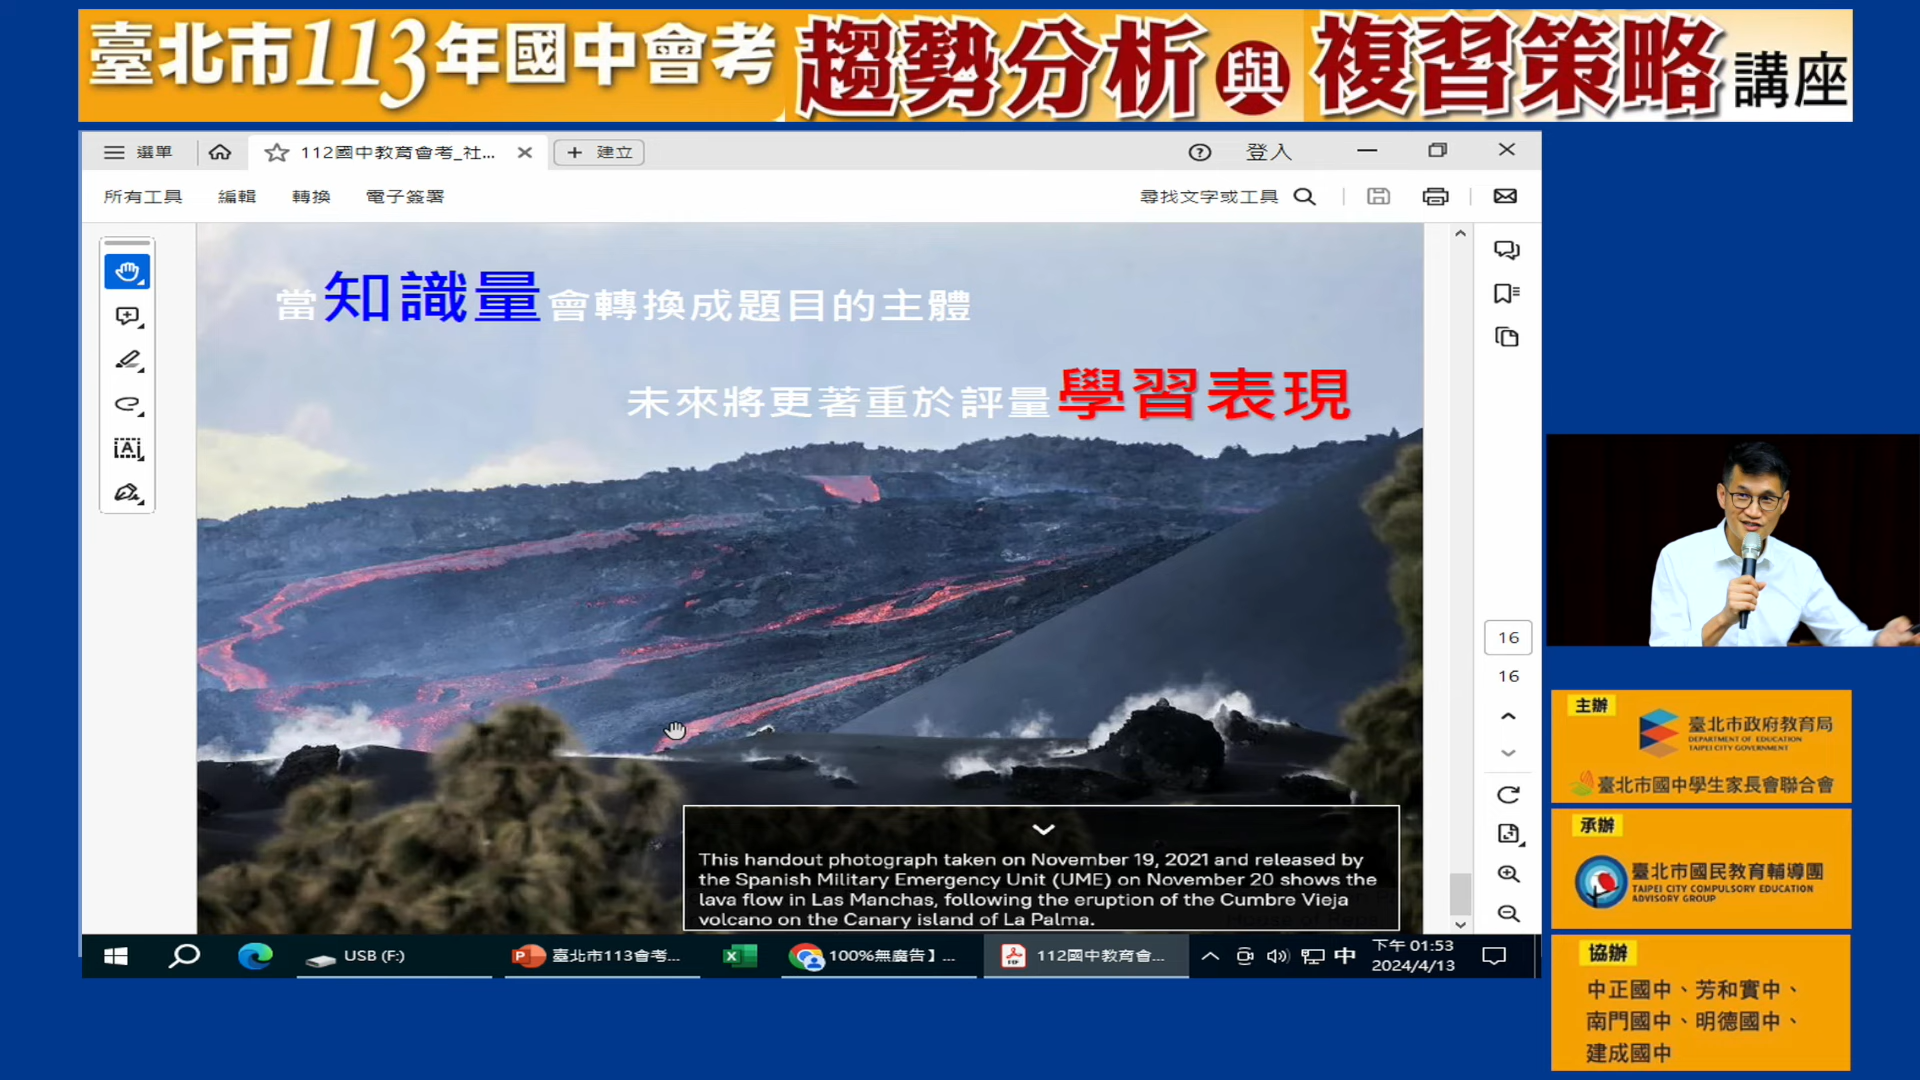 臺北市113年國中會考 趨勢分析與複習策略講座
選單
112國中教育會考_社...
建立
登入
所有工具 編輯 轉換 電子簽署
尋找文字或工具
當知識量會轉換成題目的主體
未來將更著重於評量學習表現
This handout photograph taken on November 19, 2021 and released by
the Spanish Military Emergency Unit (UME) on November 20 shows the
lava flow in Las Manchas, following the eruption of the Cumbre Vieja
volcano on the Canary island of La Palma.
16
16
USB (F:)
臺北市113會考...
100%無廣告】...
112國中教育會...
中
下午 01:53
2024/4/13
主辦
臺北市政府教育局
DEPARTMENT OF EDUCATION
TAIPEI CITY GOVERNMENT
臺北市國中學生家長會聯合會
承辦
臺北市國民教育輔導團
TAIPEI CITY COMPULSORY EDUCATION
ADVISORY GROUP
協辦
中正國中、芳和實中、
南門國中、明德國中、
建成國中